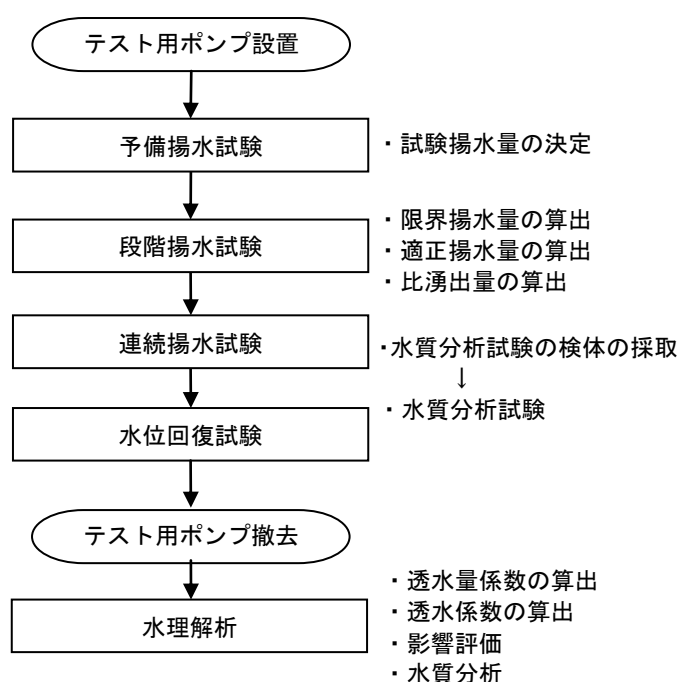 テスト用ポンプ設置
予備揚水試験
・試験揚水量の決定
段階揚水試験
・限界揚水量の算出
・適正揚水量の算出
・比湧出量の算出
連続揚水試験
・水質分析試験の検体の採取
↓
・水質分析試験
水位回復試験
テスト用ポンプ撤去
水理解析
・透水量係数の算出
・透水係数の算出
・影響評価
・水質分析